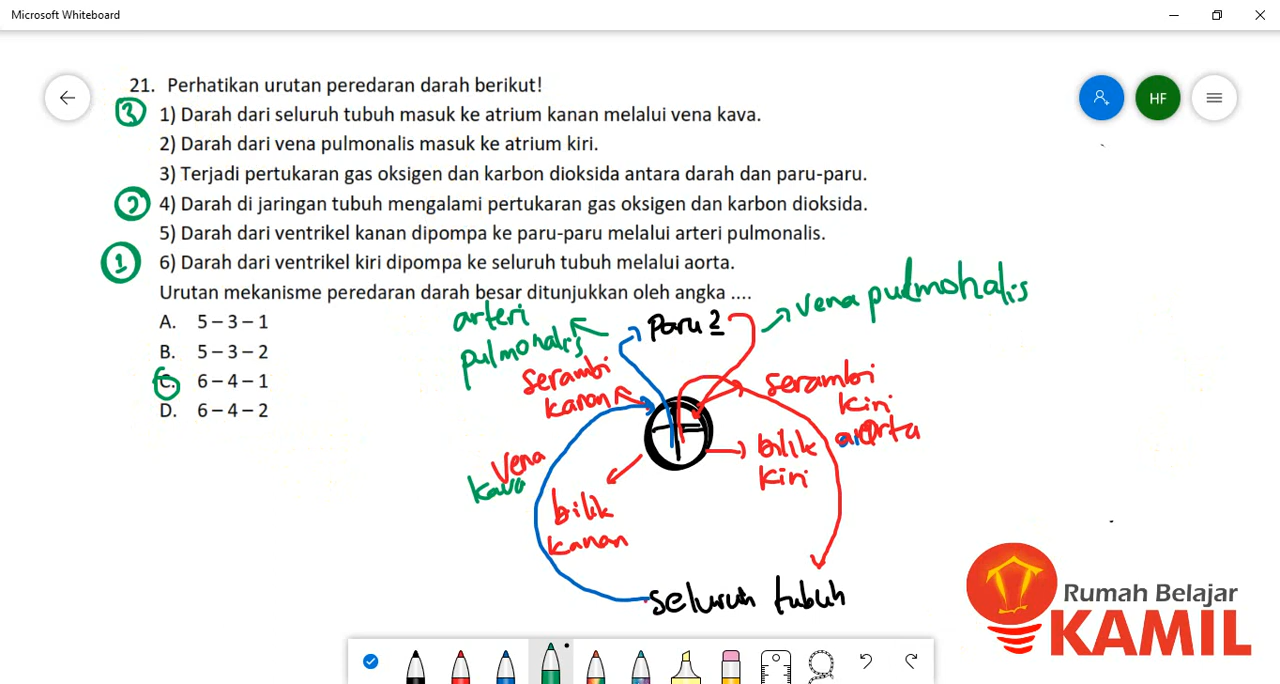 Microsoft Whiteboard
21. Perhatikan urutan peredaran darah berikut!
3 1) Darah dari seluruh tubuh masuk ke atrium kanan melalui vena kava.
2) Darah dari vena pulmonalis masuk ke atrium kiri.
3) Terjadi pertukaran gas oksigen dan karbon dioksida antara darah dan paru-paru.
2 4) Darah di jaringan tubuh mengalami pertukaran gas oksigen dan karbon dioksida.
5) Darah dari ventrikel kanan dipompa ke paru-paru melalui arteri pulmonalis.
1 6) Darah dari ventrikel kiri dipompa ke seluruh tubuh melalui aorta.
Urutan mekanisme peredaran darah besar ditunjukkan oleh angka ....
A. 5 – 3 – 1
B. 5 – 3 – 2
C. 6 – 4 – 1
D. 6 – 4 – 2
HF
arteri
pulmonalis
paru 2
vena pulmonalis
serambi
kanan
serambi
kiri
aorta
bilik
kiri
vena
kava
bilik
kanan
seluruh tubuh
Rumah Belajar
KAMIL